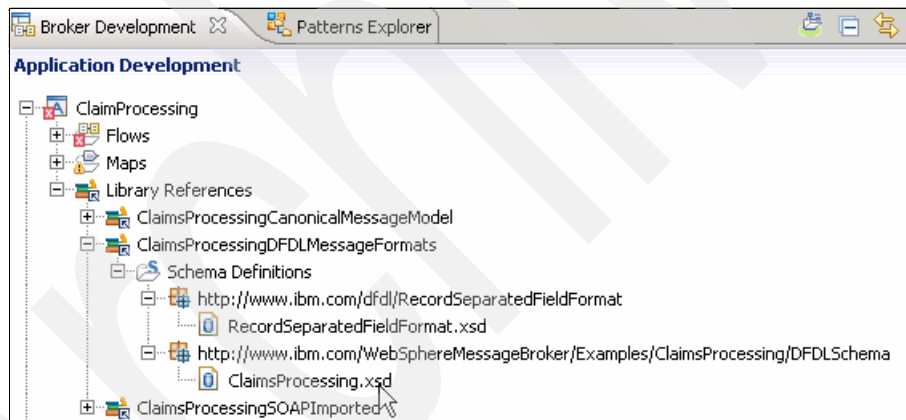 Broker Development Patterns Explorer
Application Development
ClaimProcessing
Flows
Maps
Library References
ClaimsProcessingCanonicalMessageModel
ClaimsProcessingDFDLMessageFormats
Schema Definitions
http://www.ibm.com/dfdl/RecordSeparatedFieldFormat
RecordSeparatedFieldFormat.xsd
http://www.ibm.com/WebSphereMessageBroker/Examples/ClaimsProcessing/DFDLSchema
ClaimsProcessing.xsd
ClaimsProcessingSOAPImported